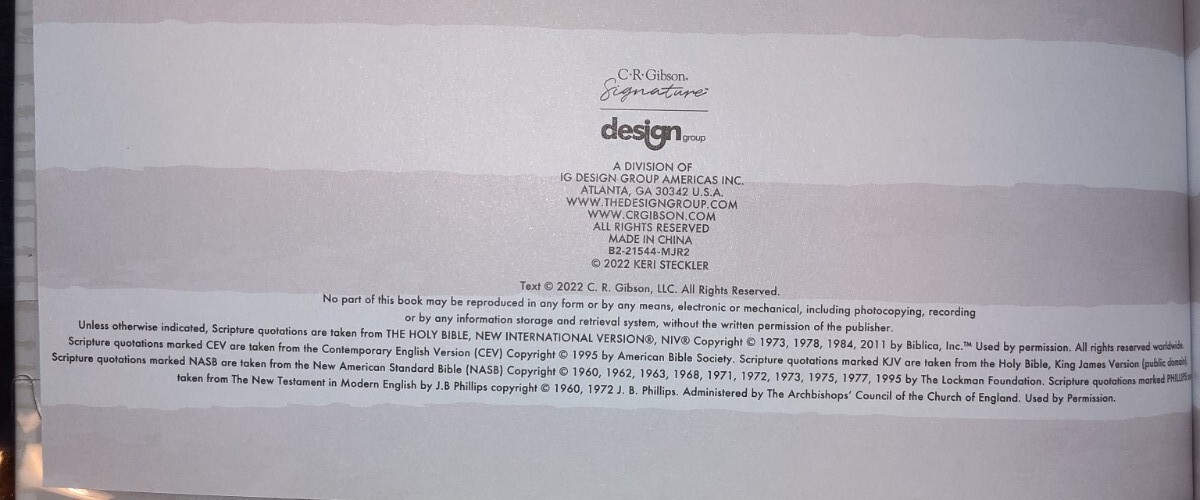 C·R·Gibson.
Signature™
design group
A DIVISION OF
IG DESIGN GROUP AMERICAS INC.
ATLANTA, GA 30342 U.S.A.
WWW.THEDESIGNGROUP.COM
WWW.CRGIBSON.COM
ALL RIGHTS RESERVED
MADE IN CHINA
B2-21544-MJR2
© 2022 KERI STECKLER
Text © 2022 C. R. Gibson, LLC. All Rights Reserved.
No part of this book may be reproduced in any form or by any means, electronic or mechanical, including photocopying, recording
or by any information storage and retrieval system, without the written permission of the publisher.
Unless otherwise indicated, Scripture quotations are taken from THE HOLY BIBLE, NEW INTERNATIONAL VERSION®, NIV® Copyright © 1973, 1978, 1984, 2011 by Biblica, Inc.™ Used by permission. All rights reserved worldwide.
Scripture quotations marked CEV are taken from the Contemporary English Version (CEV) Copyright © 1995 by American Bible Society. Scripture quotations marked KJV are taken from the Holy Bible, King James Version (public domain)
Scripture quotations marked NASB are taken from the New American Standard Bible (NASB) Copyright © 1960, 1962, 1963, 1968, 1971, 1972, 1973, 1975, 1977, 1995 by The Lockman Foundation. Scripture quotations marked PHILLIPS
taken from The New Testament in Modern English by J.B Phillips copyright © 1960, 1972 J. B. Phillips. Administered by The Archbishops' Council of the Church of England. Used by Permission.